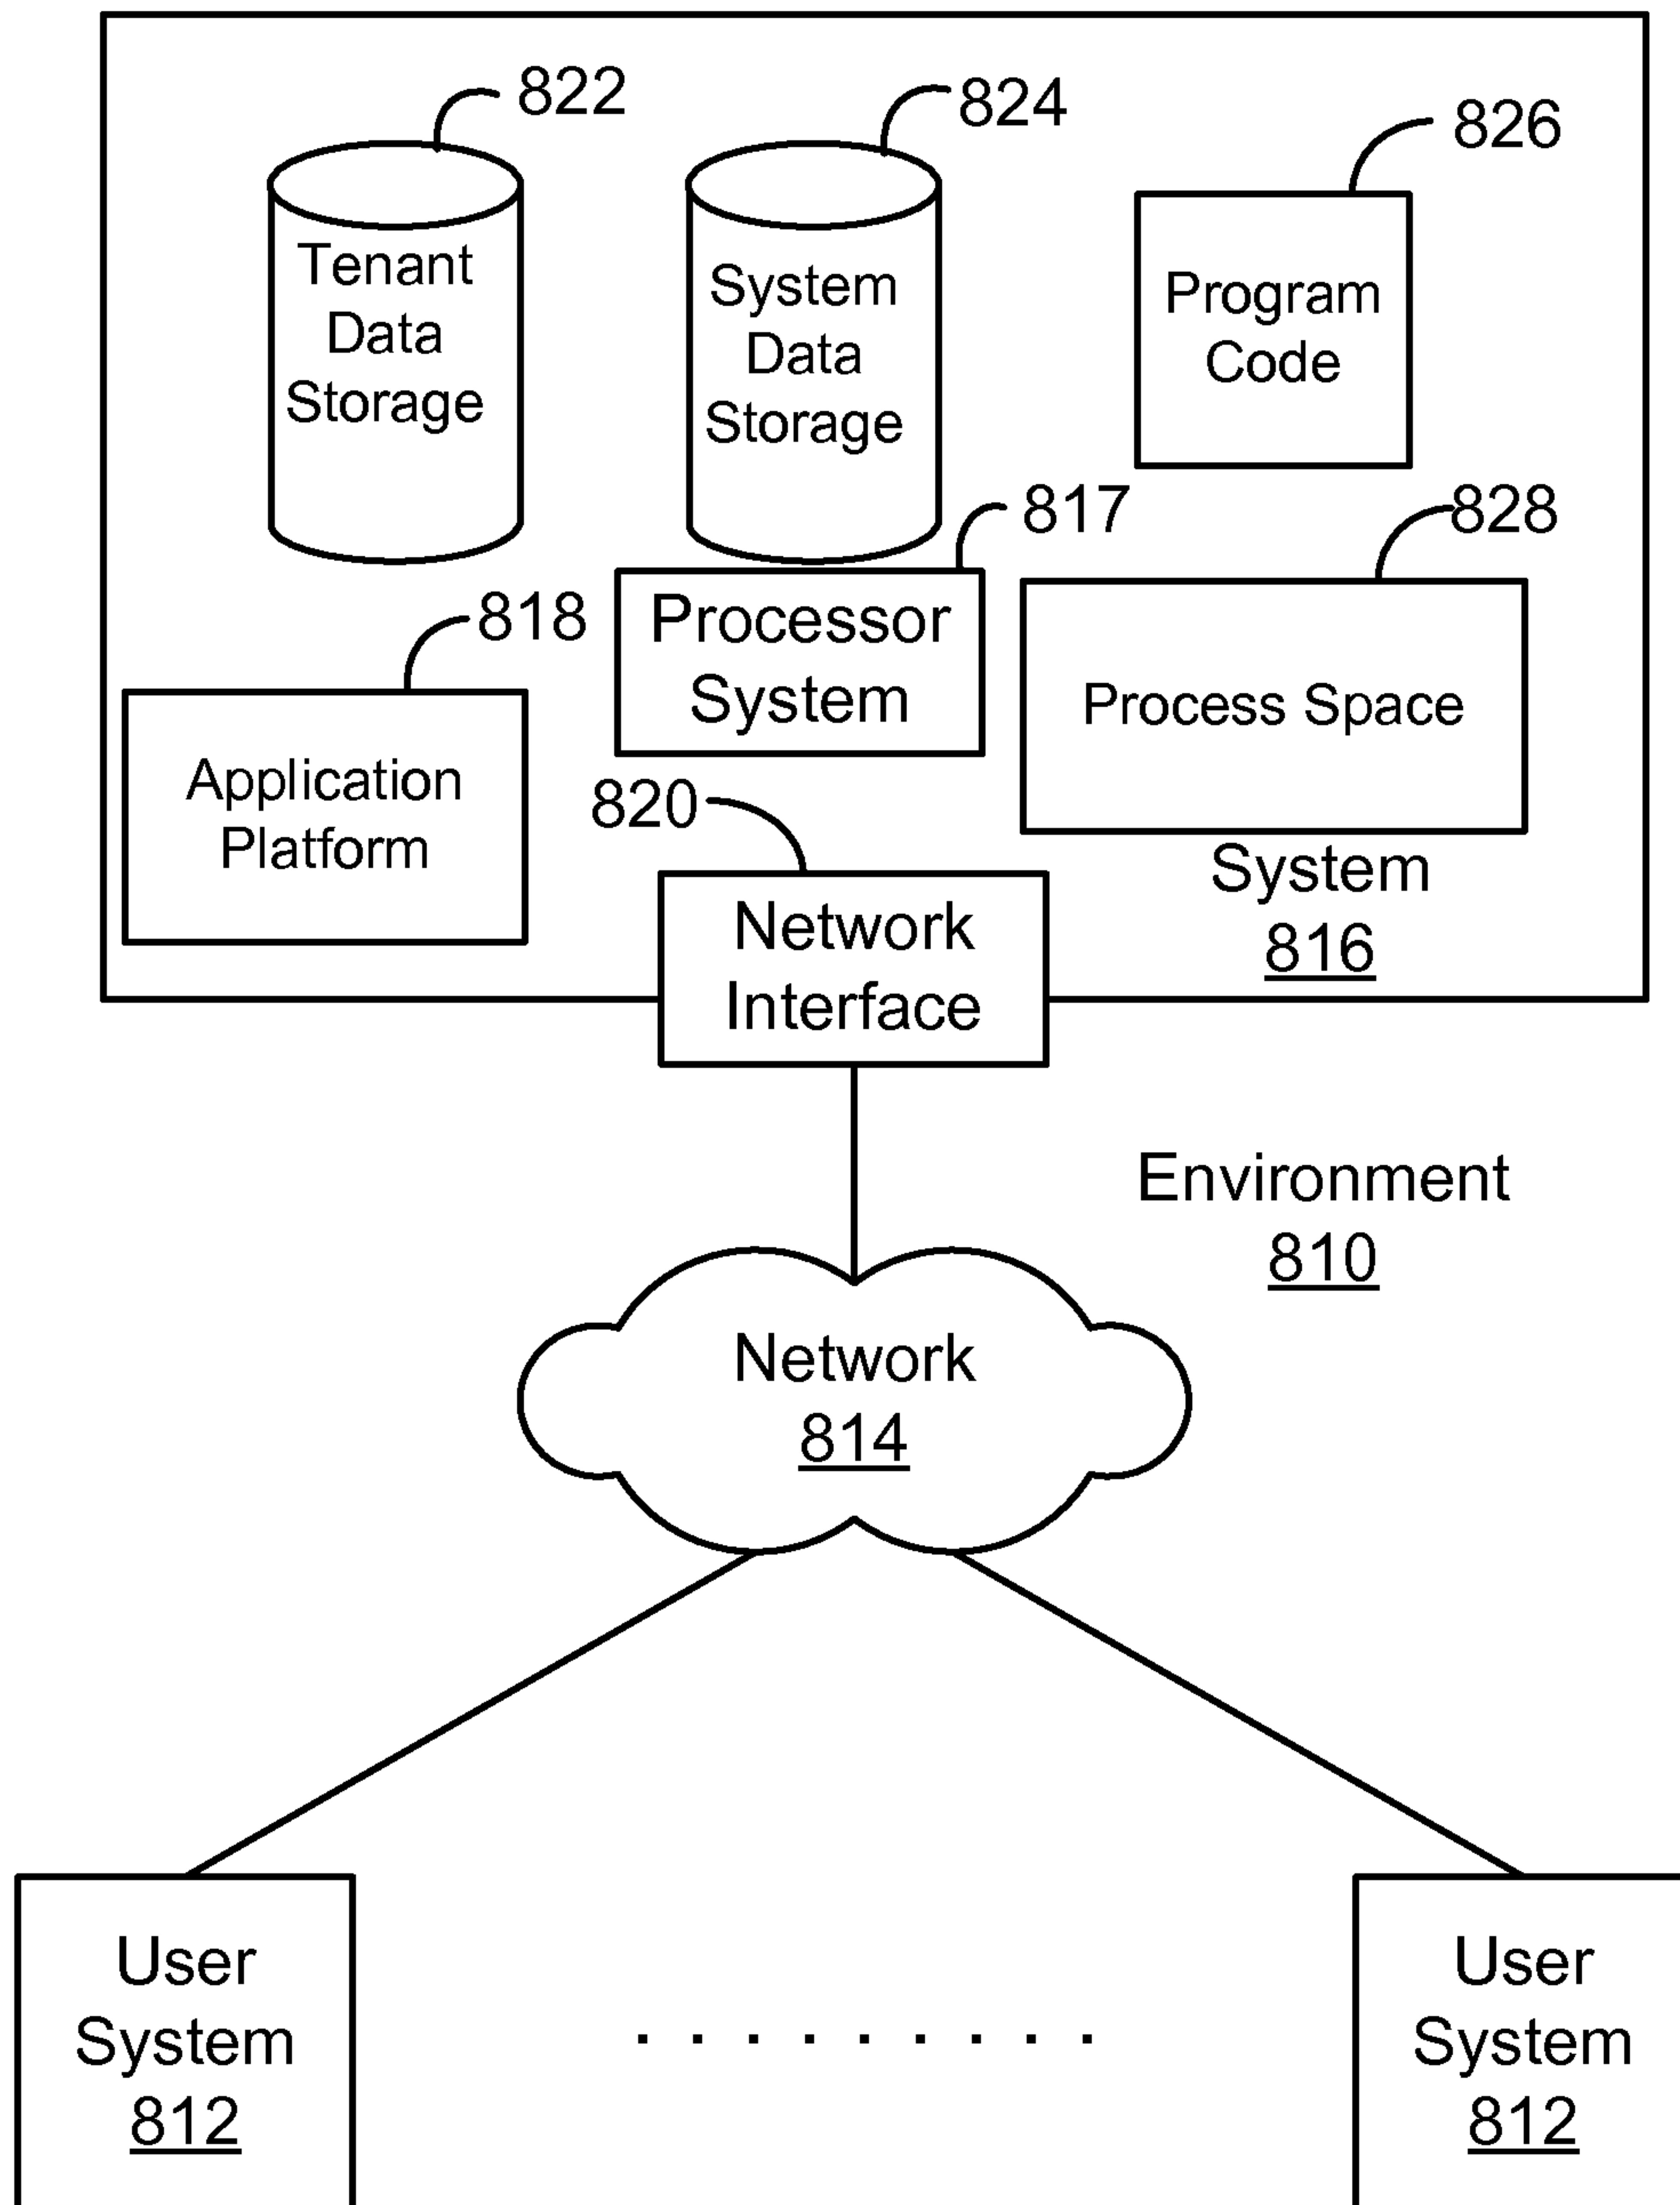 822
824
826
Tenant
Data
Storage
System
Data
Storage
Program
Code
817
828
818
Processor
System
Process Space
Application
Platform
820
System
816
Network
Interface
Environment
810
Network
814
User
System
812
. . . . . . . . .
User
System
812